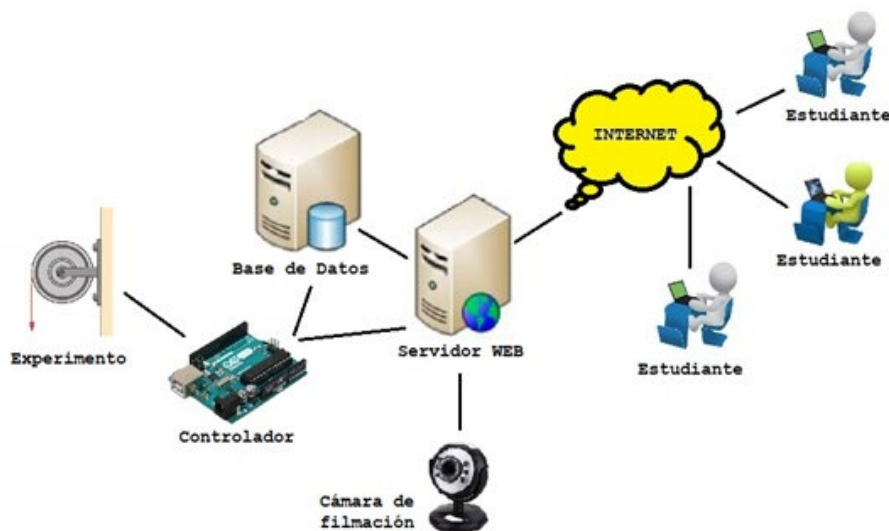 Estudiante
INTERNET
Estudiante
Base de Datos
Experimento
Servidor WEB
Estudiante
Controlador
Cámara de
filmación